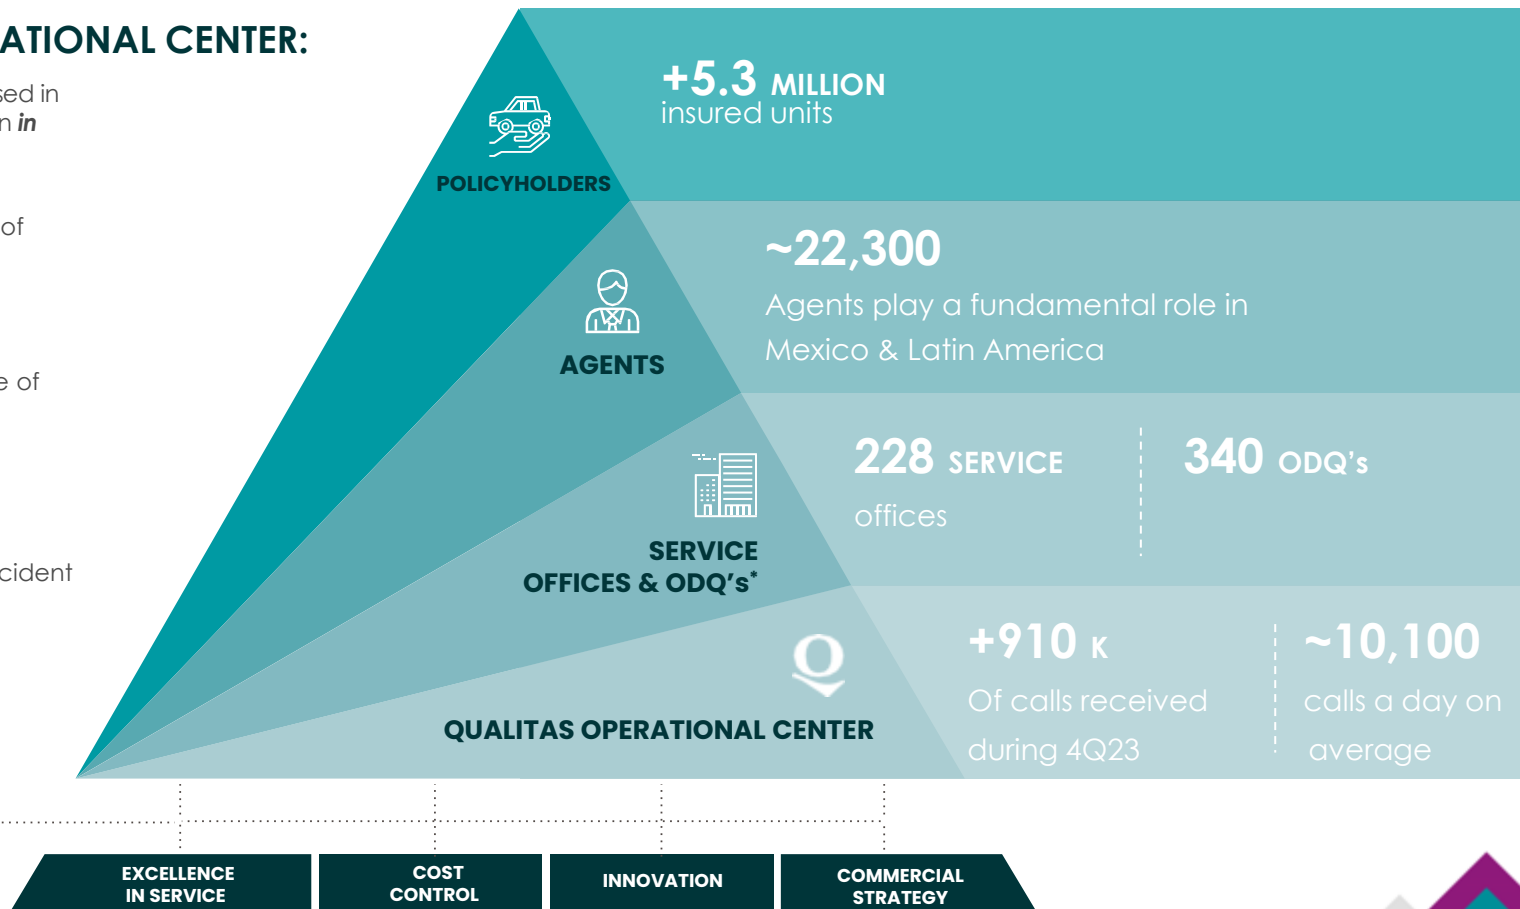 ATIONAL CENTER:
sed in
n in
of
e of
cident
POLICYHOLDERS
+5.3 MILLION
insured units
AGENTS
~22,300
Agents play a fundamental role in
Mexico & Latin America
SERVICE
OFFICES & ODQ's*
228 SERVICE
offices
340 ODQ's
Q
QUALITAS OPERATIONAL CENTER
+910 K
Of calls received
during 4Q23
~10,100
calls a day on
average
EXCELLENCE
IN SERVICE
COST
CONTROL
INNOVATION
COMMERCIAL
STRATEGY